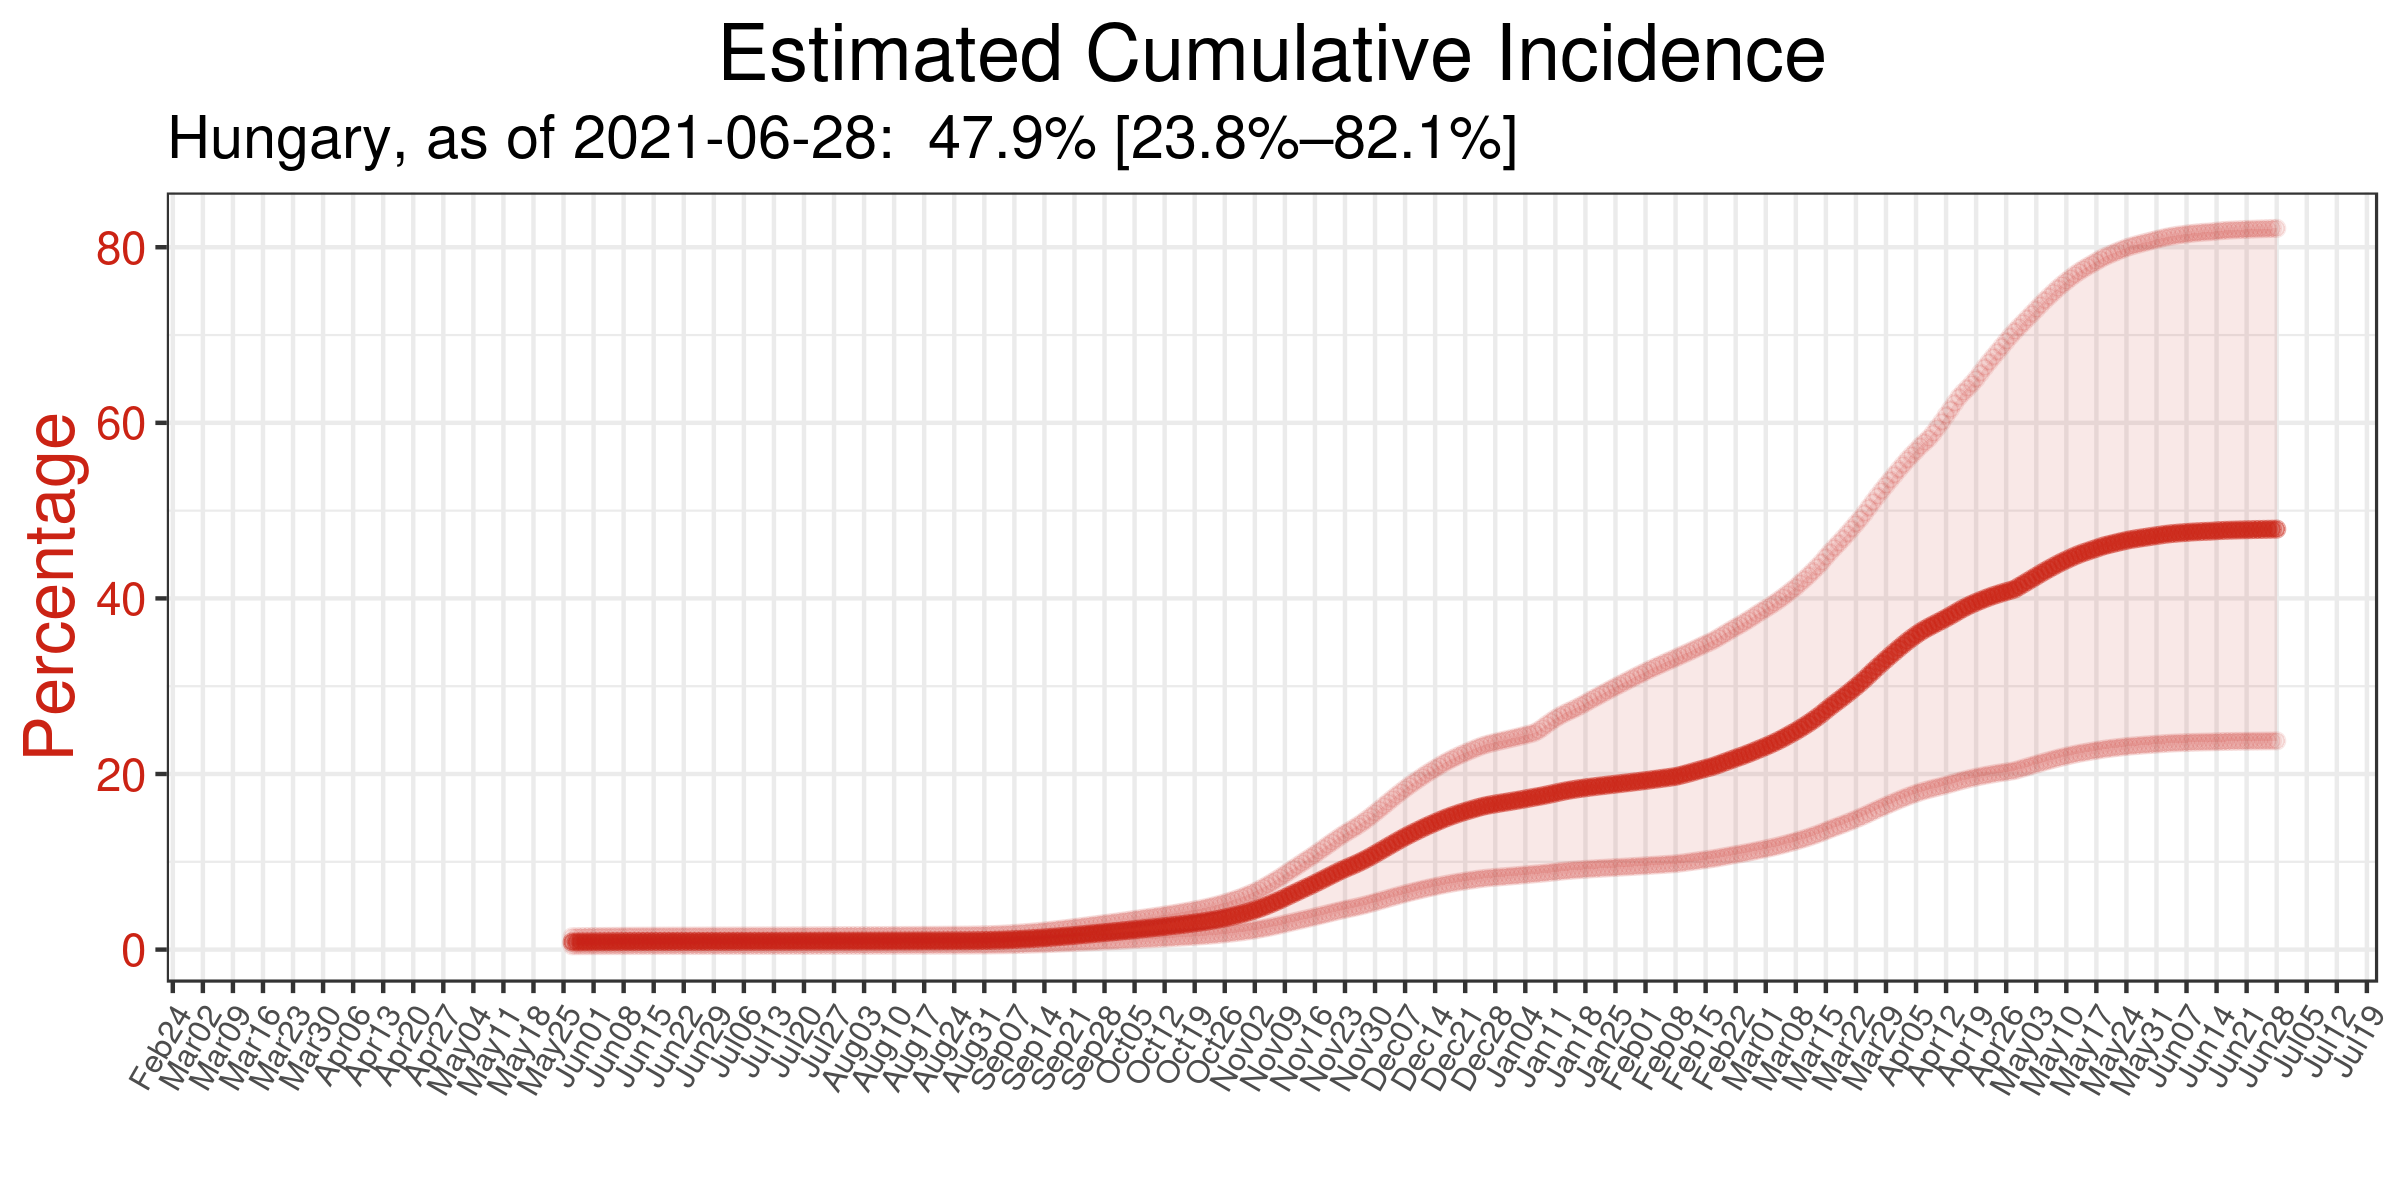 Estimated Cumulative Incidence
Hungary, as of 2021-06-28: 47.9% [23.8%–82.1%]
Percentage
80
60
40
20
0
Feb24
Mar02
Mar09
Mar16
Mar23
Mar30
Apr06
Apr13
Apr20
Apr27
May04
May11
May18
May25
Jun01
Jun08
Jun15
Jun22
Jun29
Jul06
Jul13
Jul20
Jul27
Aug03
Aug10
Aug17
Aug24
Aug31
Sep07
Sep14
Sep21
Sep28
Oct05
Oct12
Oct19
Oct26
Nov02
Nov09
Nov16
Nov23
Nov30
Dec07
Dec14
Dec21
Dec28
Jan04
Jan11
Jan18
Jan25
Feb01
Feb08
Feb15
Feb22
Mar01
Mar08
Mar15
Mar22
Mar29
Apr05
Apr12
Apr19
Apr26
May03
May10
May17
May24
May31
Jun07
Jun14
Jun21
Jun28
Jul05
Jul12
Jul19